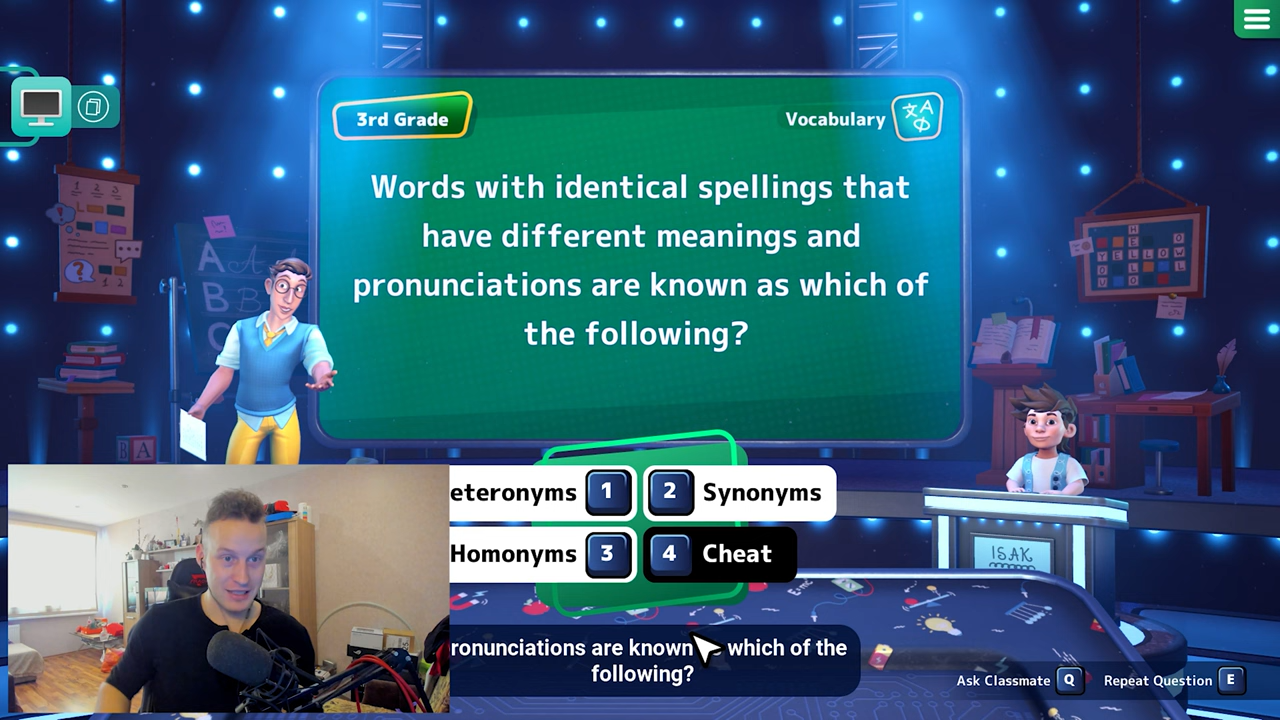 3rd Grade
Vocabulary
Words with identical spellings that
have different meanings and
pronunciations are known as which of
the following?
A
B
eteronyms 1
2 Synonyms
Homonyms 3
4 Cheat
ISAK
ronunciations are known which of the
following?
Ask Classmate Q
Repeat Question E